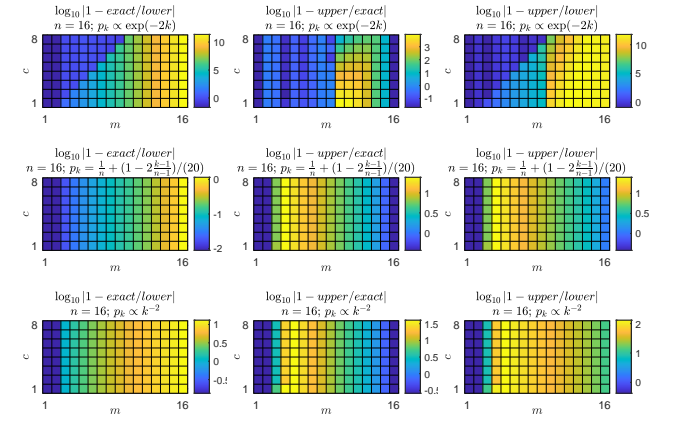 log₁₀ |1 − exact/lower|
n = 16; pₖ ∝ exp(−2k)
8
1
c
1
16
m
10
5
0
log₁₀ |1 − upper/exact|
n = 16; pₖ ∝ exp(−2k)
8
1
c
1
16
m
3
2
1
0
-1
log₁₀ |1 − upper/lower|
n = 16; pₖ ∝ exp(−2k)
8
1
c
1
16
m
10
5
0
log₁₀ |1 − exact/lower|
n = 16; pₖ = 1/n + (1 − 2 (k−1)/(n−1))/(20)
8
1
c
1
16
m
0
-1
-2
log₁₀ |1 − upper/exact|
n = 16; pₖ = 1/n + (1 − 2 (k−1)/(n−1))/(20)
8
1
c
1
16
m
1
0.5
0
log₁₀ |1 − upper/lower|
n = 16; pₖ = 1/n + (1 − 2 (k−1)/(n−1))/(20)
8
1
c
1
16
m
1
0.5
0
log₁₀ |1 − exact/lower|
n = 16; pₖ ∝ k⁻²
8
1
c
1
16
m
1
0.5
0
log₁₀ |1 − upper/exact|
n = 16; pₖ ∝ k⁻²
8
1
c
1
16
m
1.5
1
0.5
0
log₁₀ |1 − upper/lower|
n = 16; pₖ ∝ k⁻²
8
1
c
1
16
m
2
1
0